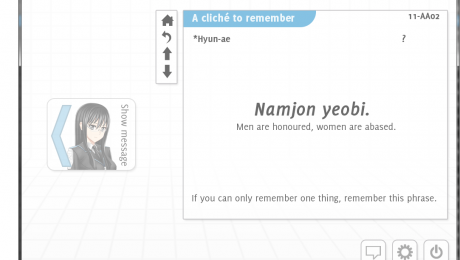 A cliché to remember
11-AA02
*Hyun-ae
?
Namjon yeobi.
Men are honoured, women are abased.
Show message
If you can only remember one thing, remember this phrase.